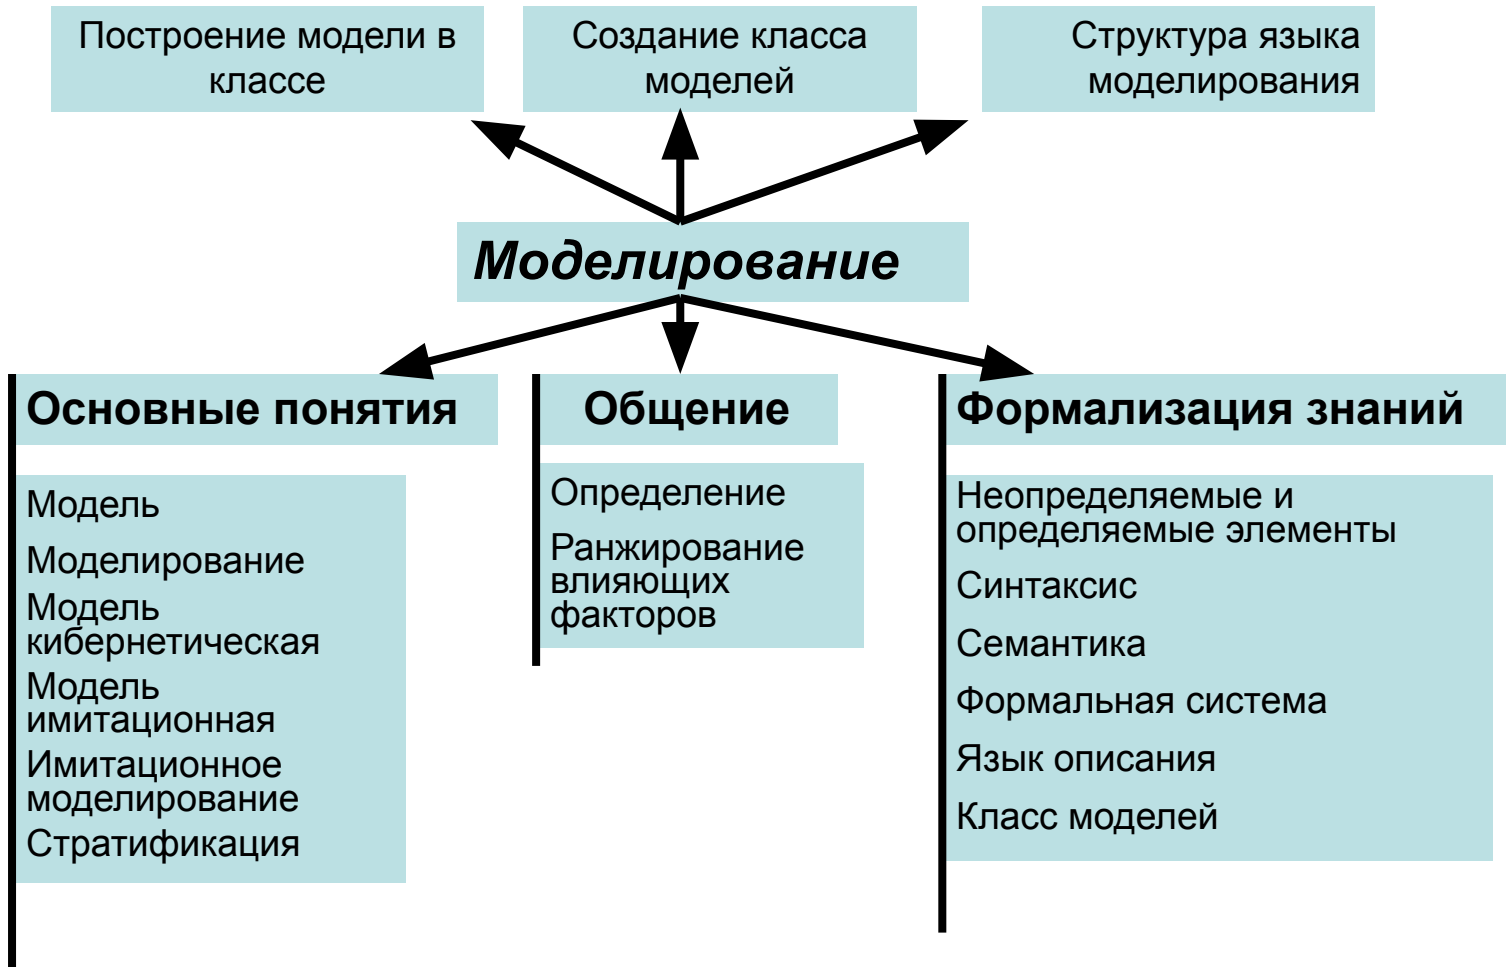 Построение модели в
классе
Создание класса
моделей
Структура языка
моделирования
Моделирование
Основные понятия
Модель
Моделирование
Модель
кибернетическая
Модель
имитационная
Имитационное
моделирование
Стратификация
Общение
Определение
Ранжирование
влияющих
факторов
Формализация знаний
Неопределяемые и
определяемые элементы
Синтаксис
Семантика
Формальная система
Язык описания
Класс моделей